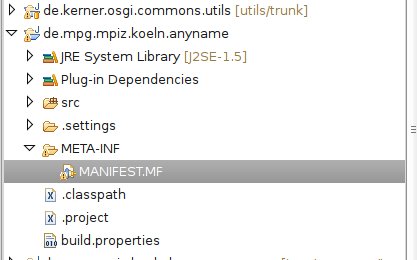 de.kerner.osgi.commons.utils [utils/trunk]
de.mpg.mpiz.koeln.anyname
JRE System Library [J2SE-1.5]
Plug-in Dependencies
src
.settings
META-INF
MANIFEST.MF
.classpath
.project
build.properties